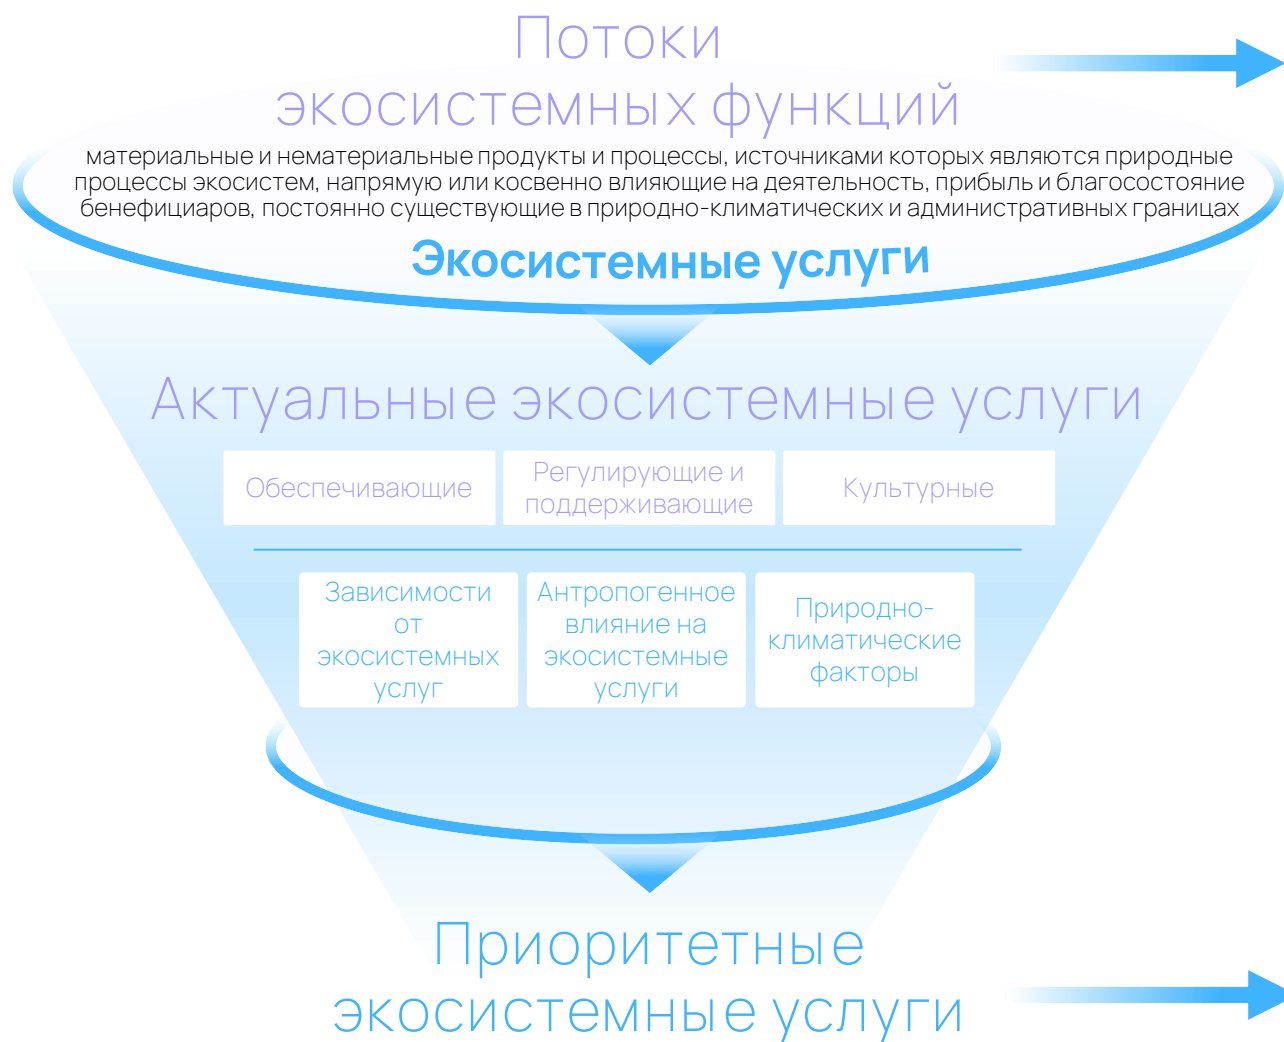 Потоки
экосистемных функций
материальные и нематериальные продукты и процессы, источниками которых являются природные
процессы экосистем, напрямую или косвенно влияющие на деятельность, прибыль и благосостояние
бенефициаров, постоянно существующие в природно-климатических и административных границах
Экосистемные услуги
Актуальные экосистемные услуги
Обеспечивающие
Регулирующие и
поддерживающие
Культурные
Зависимости
от
экосистемных
услуг
Антропогенное
влияние на
экосистемные
услуги
Природно-
климатические
факторы
Приоритетные
экосистемные услуги